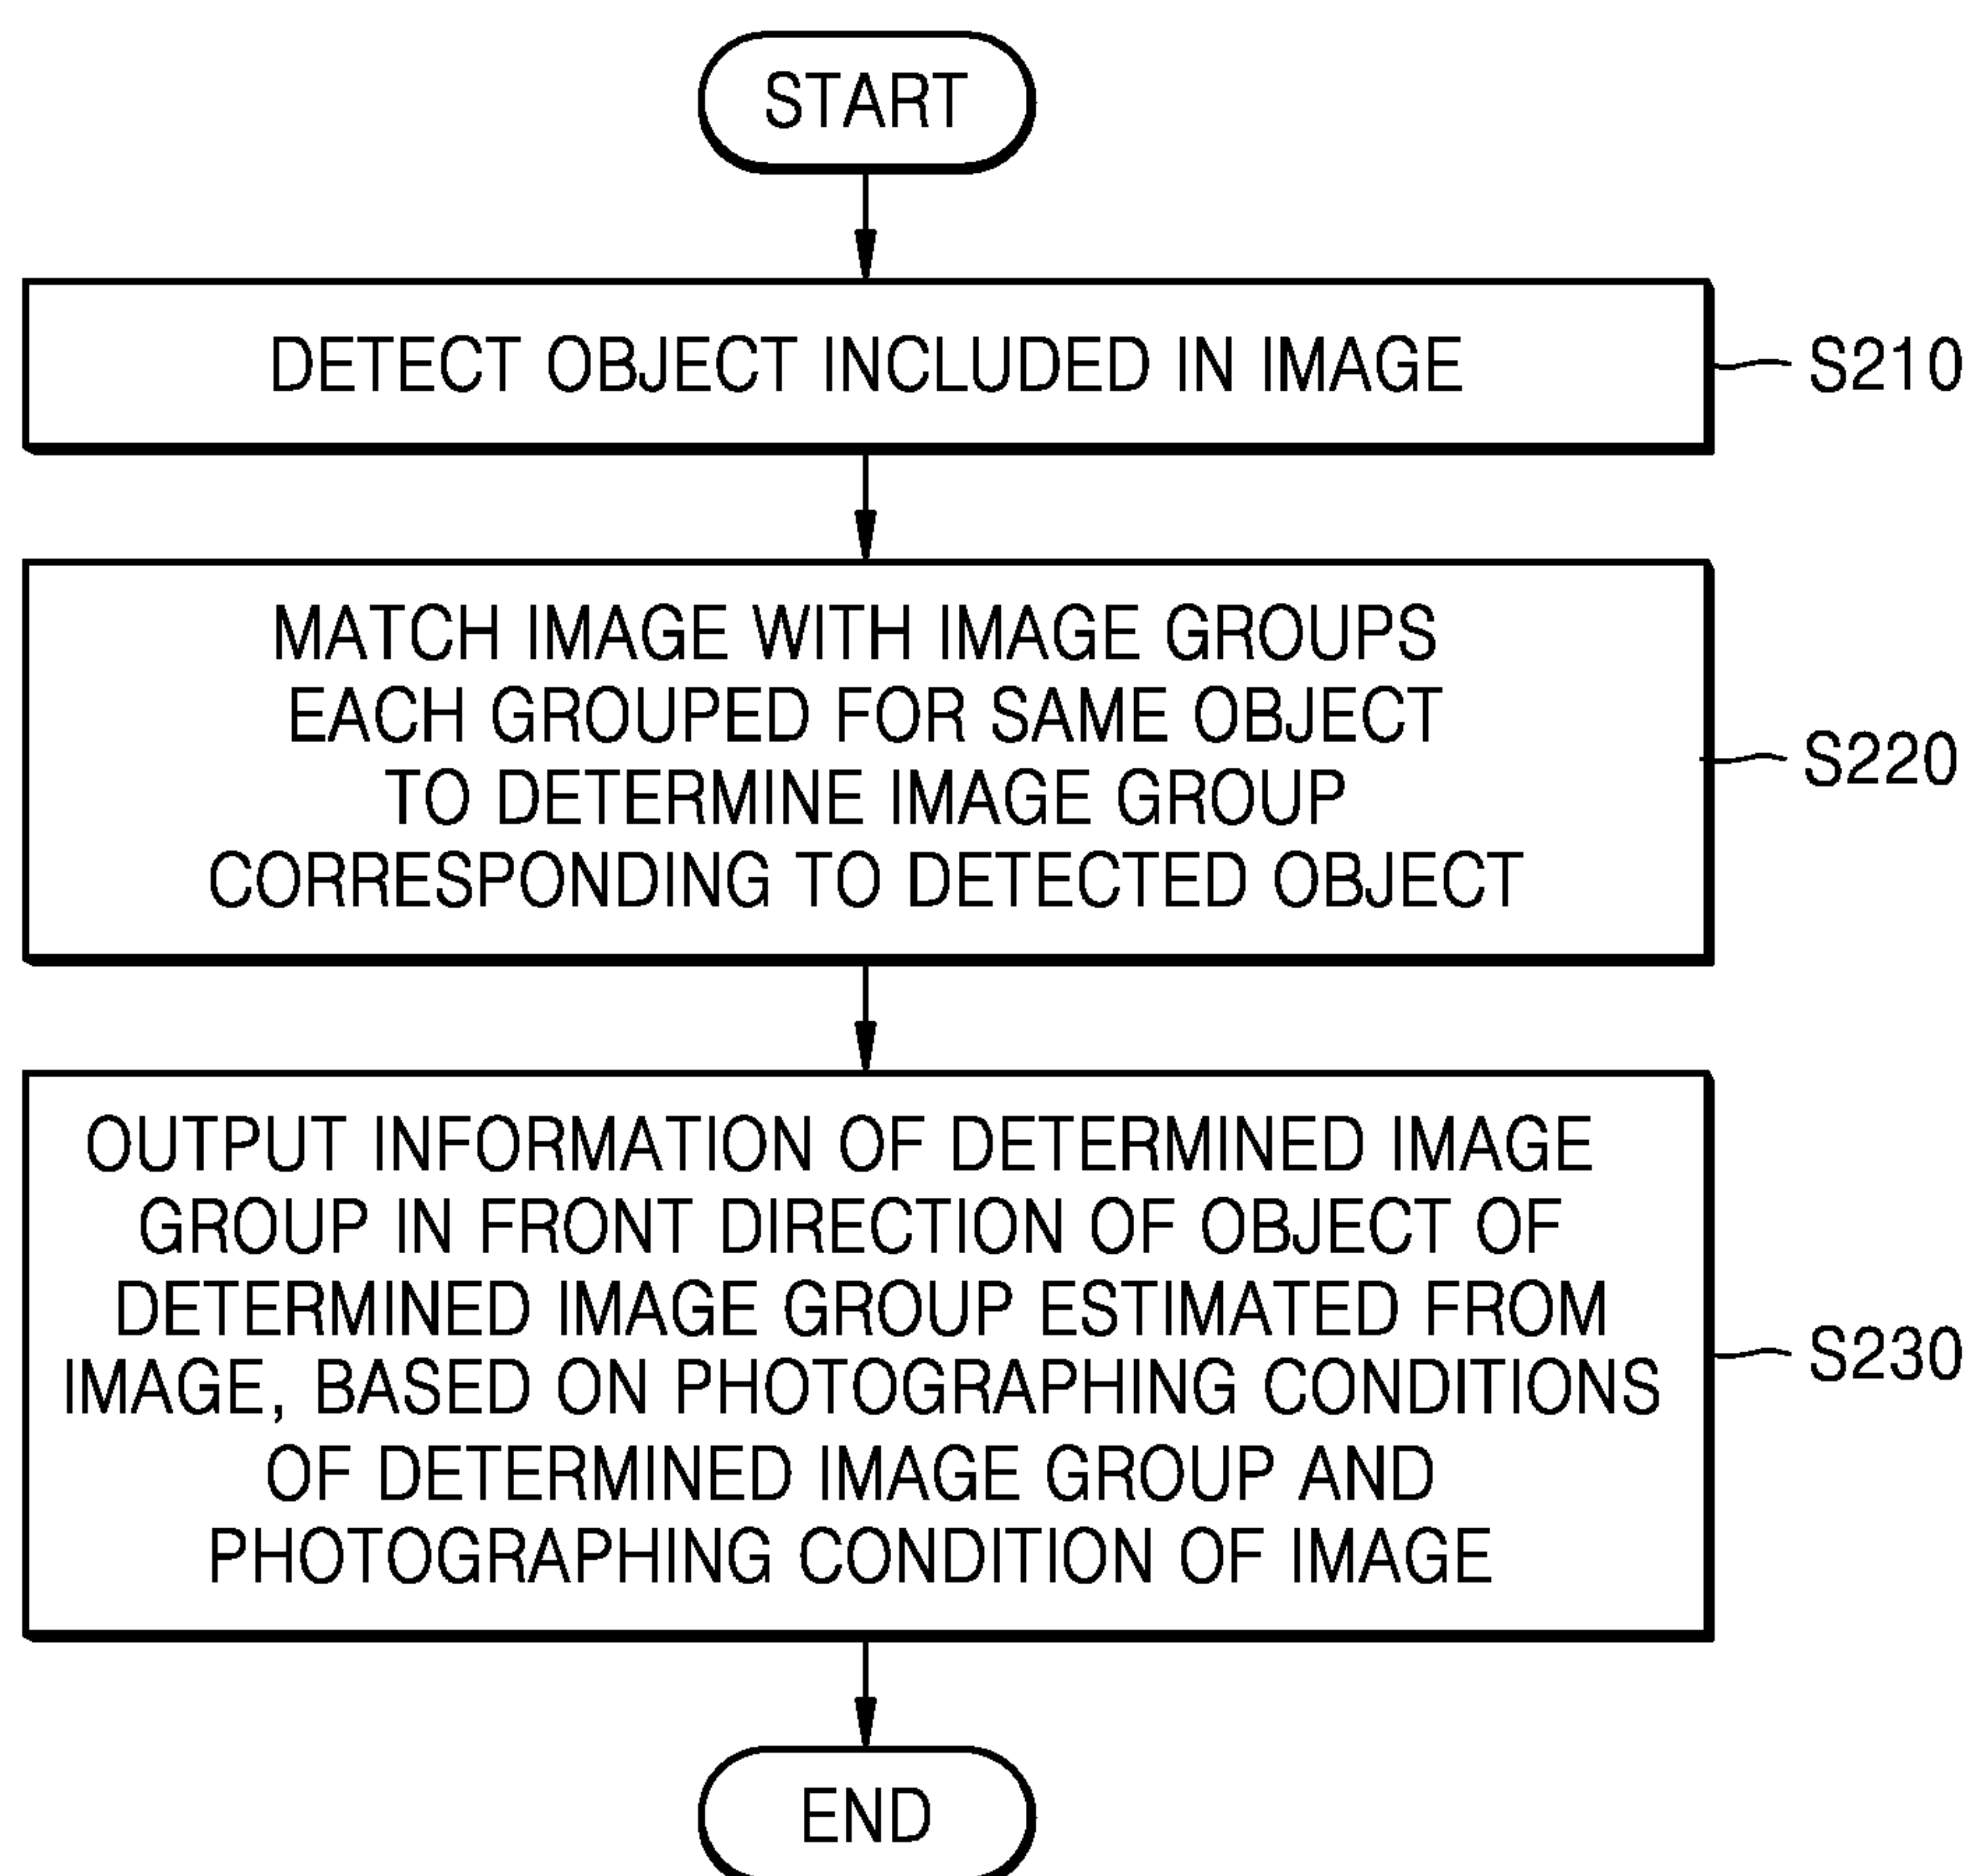 START
DETECT OBJECT INCLUDED IN IMAGE
S210
MATCH IMAGE WITH IMAGE GROUPS
EACH GROUPED FOR SAME OBJECT
TO DETERMINE IMAGE GROUP
CORRESPONDING TO DETECTED OBJECT
S220
OUTPUT INFORMATION OF DETERMINED IMAGE
GROUP IN FRONT DIRECTION OF OBJECT OF
DETERMINED IMAGE GROUP ESTIMATED FROM
IMAGE, BASED ON PHOTOGRAPHING CONDITIONS
OF DETERMINED IMAGE GROUP AND
PHOTOGRAPHING CONDITION OF IMAGE
S230
END